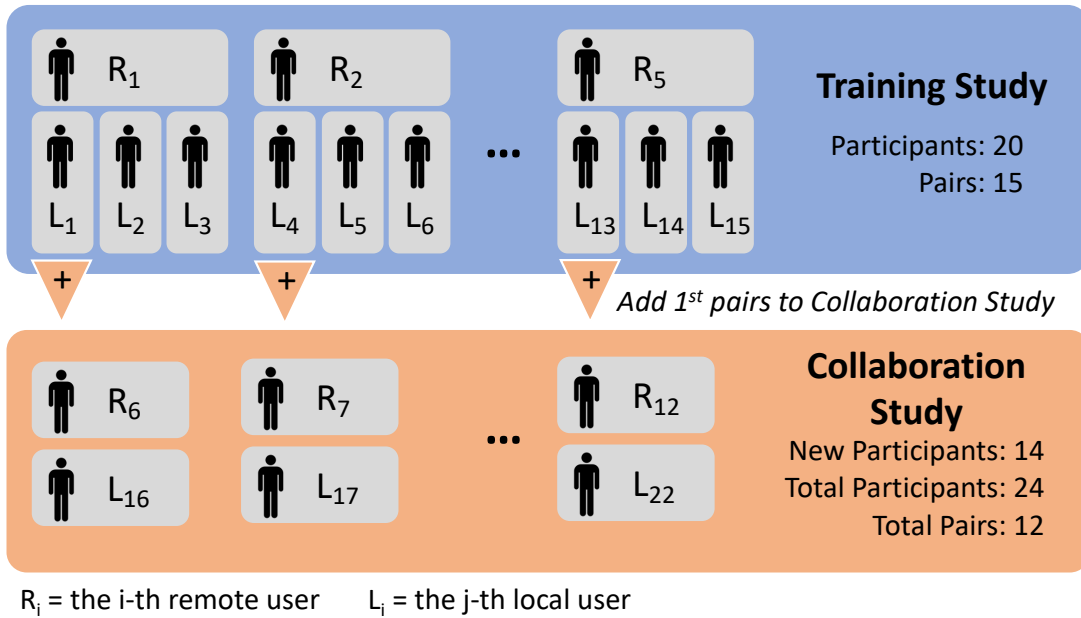 R₁ R₂ R₅
Training Study
Participants: 20
Pairs: 15
...
L₁ L₂ L₃ L₄ L₅ L₆ L₁₃ L₁₄ L₁₅
+ + +
Add 1st pairs to Collaboration Study
R₆ R₇ R₁₂
Collaboration
Study
...
L₁₆ L₁₇ L₂₂
New Participants: 14
Total Participants: 24
Total Pairs: 12
Rᵢ = the i-th remote user Lⱼ = the j-th local user